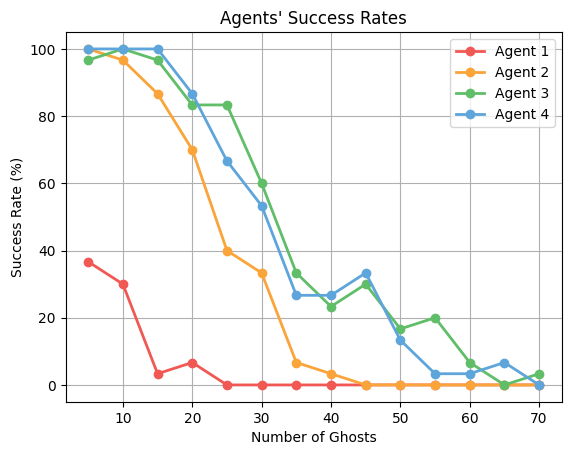 Agents' Success Rates
Agent 1
Agent 2
Agent 3
Agent 4
Success Rate (%)
100
80
60
40
20
0
10 20 30 40 50 60 70
Number of Ghosts